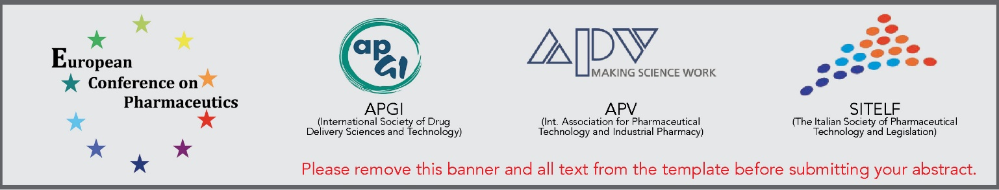 European
Conference on
Pharmaceutics
apGI
APGI
(International Society of Drug
Delivery Sciences and Technology)
APV
MAKING SCIENCE WORK
APV
(Int. Association for Pharmaceutical
Technology and Industrial Pharmacy)
SITELF
(The Italian Society of Pharmaceutical
Technology and Legislation)
Please remove this banner and all text from the template before submitting your abstract.